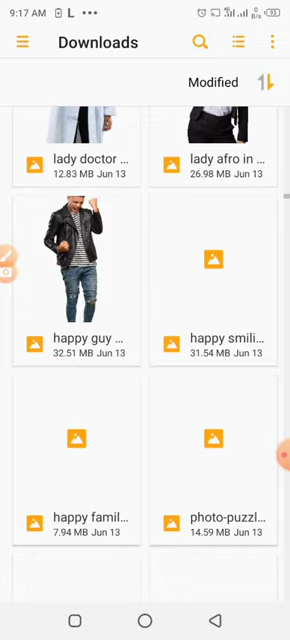 9:17 AM
0 B/s 93
Downloads
Modified
lady doctor ...
12.83 MB Jun 13
lady afro in ...
26.98 MB Jun 13
happy guy ...
32.51 MB Jun 13
happy smili...
31.54 MB Jun 13
happy famil...
7.94 MB Jun 13
photo-puzzl...
14.59 MB Jun 13